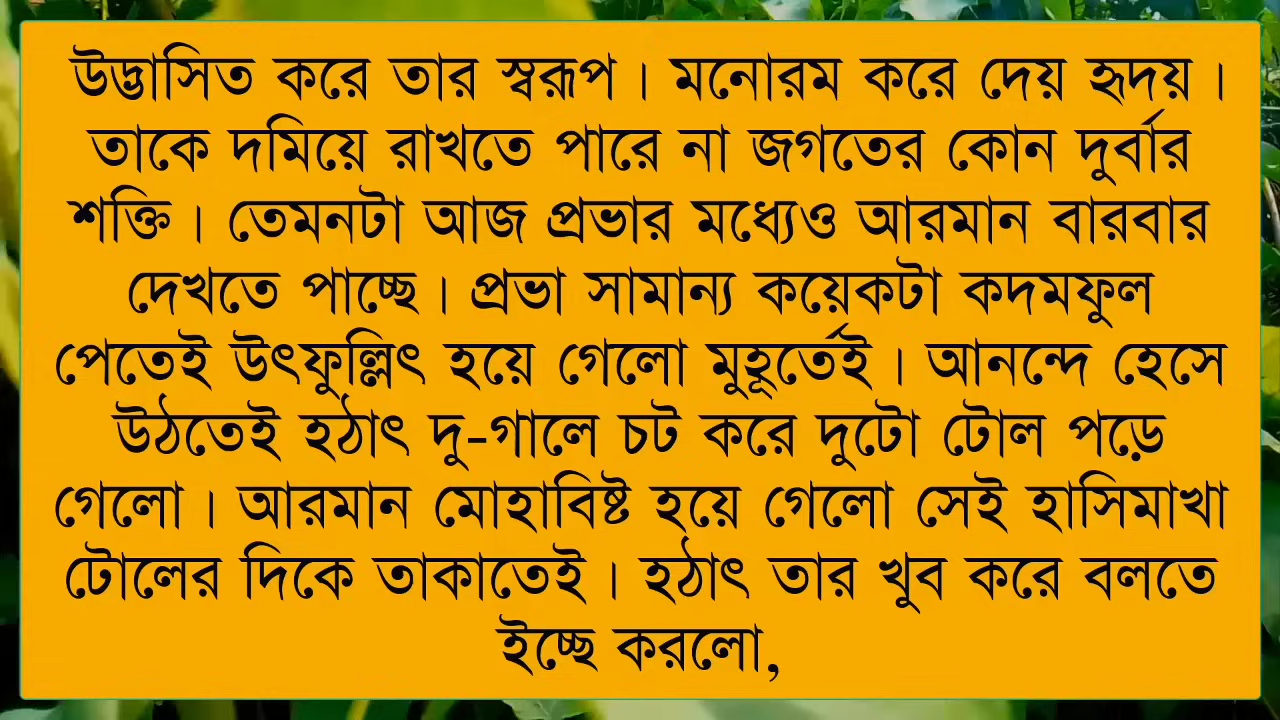 উদ্ভাসিত করে তার স্বরূপ। মনোরম করে দেয় হৃদয়।
তাকে দমিয়ে রাখতে পারে না জগতের কোন দুর্বার
শক্তি। তেমনটা আজ প্রভার মধ্যেও আরমান বারবার
দেখতে পাচ্ছে। প্রভা সামান্য কয়েকটা কদমফুল
পেতেই উৎফুল্লিৎ হয়ে গেলো মুহূর্তেই। আনন্দে হেসে
উঠতেই হঠাৎ দু-গালে চট করে দুটো টোল পড়ে
গেলো। আরমান মোহাবিষ্ট হয়ে গেলো সেই হাসিমাখা
টোলের দিকে তাকাতেই। হঠাৎ তার খুব করে বলতে
ইচ্ছে করলো,